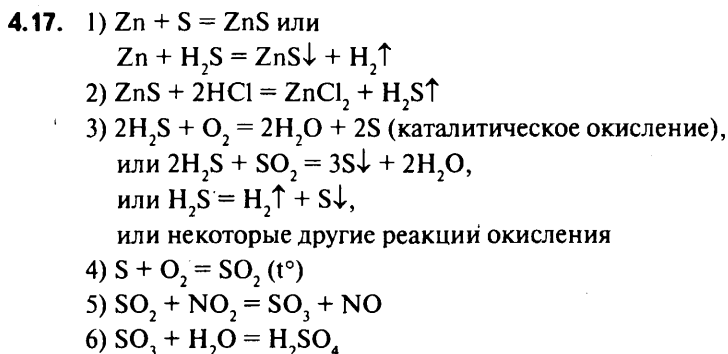 4.17. 1) Zn + S = ZnS или
Zn + H₂S = ZnS↓ + H₂↑
2) ZnS + 2HCl = ZnCl₂ + H₂S↑
3) 2H₂S + O₂ = 2H₂O + 2S (каталитическое окисление),
или 2H₂S + SO₂ = 3S↓ + 2H₂O,
или H₂S = H₂↑ + S↓,
или некоторые другие реакции окисления
4) S + O₂ = SO₂ (t°)
5) SO₂ + NO₂ = SO₃ + NO
6) SO₃ + H₂O = H₂SO₄